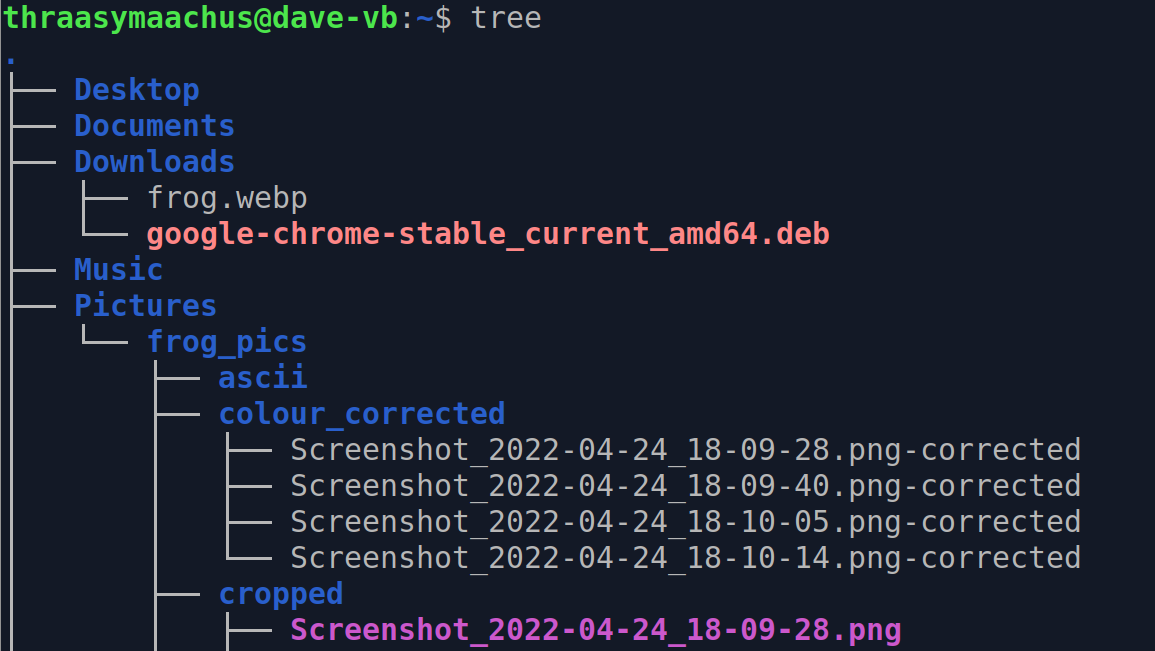 thraasymaachus@dave-vb:~$ tree
.
├── Desktop
├── Documents
├── Downloads
│   ├── frog.webp
│   └── google-chrome-stable_current_amd64.deb
├── Music
├── Pictures
│   └── frog_pics
│       ├── ascii
│       ├── colour_corrected
│       │   ├── Screenshot_2022-04-24_18-09-28.png-corrected
│       │   ├── Screenshot_2022-04-24_18-09-40.png-corrected
│       │   ├── Screenshot_2022-04-24_18-10-05.png-corrected
│       │   └── Screenshot_2022-04-24_18-10-14.png-corrected
│       ├── cropped
│       │   ├── Screenshot_2022-04-24_18-09-28.png